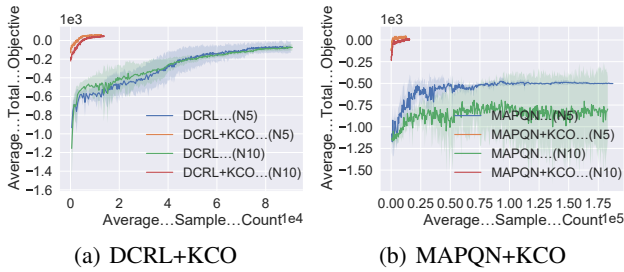 1e3
0.0
−0.2
−0.4
−0.6
−0.8
−1.0
−1.2
−1.4
−1.6
Average...Total...Objective
DCRL...(N5)
DCRL+KCO...(N5)
DCRL...(N10)
DCRL+KCO...(N10)
0 2 4 6 8
Average...Sample...Count 1e4
(a) DCRL+KCO
1e3
0.00
−0.25
−0.50
−0.75
−1.00
−1.25
−1.50
Average...Total...Objective
MAPQN...(N5)
MAPQN+KCO...(N5)
MAPQN...(N10)
MAPQN+KCO...(N10)
0.00 0.25 0.50 0.75 1.00 1.25 1.50 1.75
Average...Sample...Count 1e5
(b) MAPQN+KCO